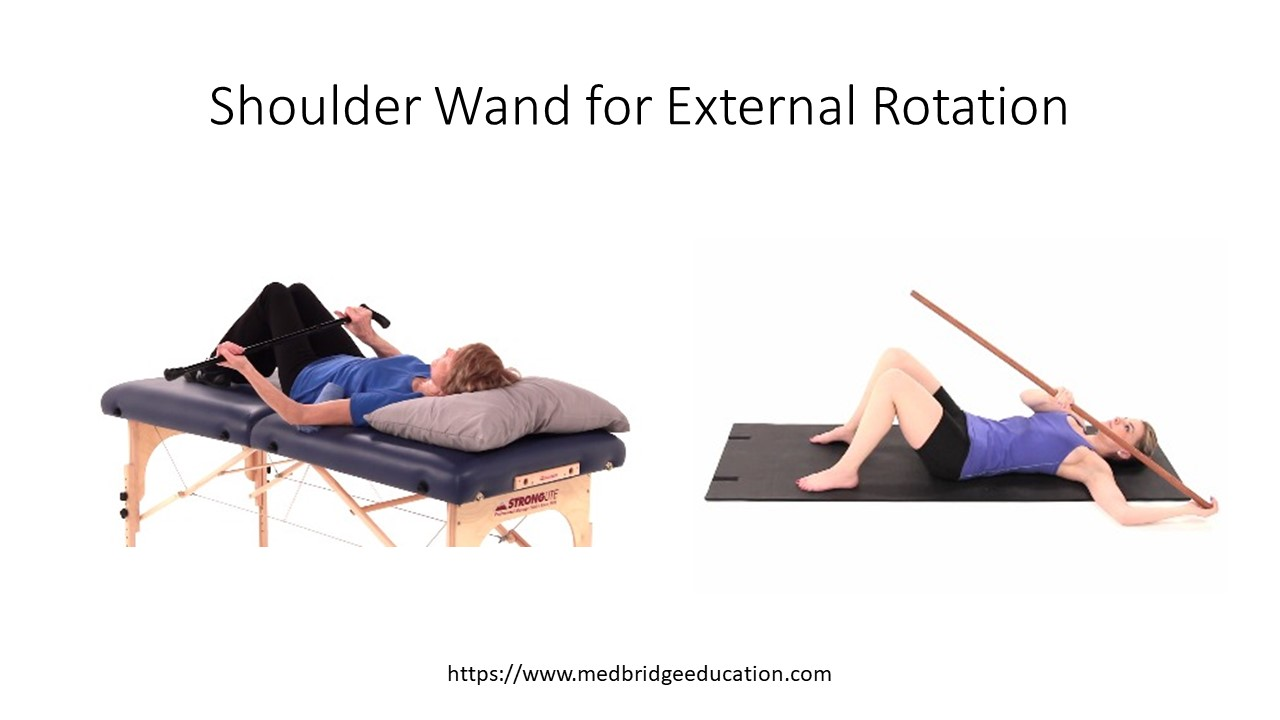 Shoulder Wand for External Rotation
STRONGLITE
https://www.medbridgeeducation.com